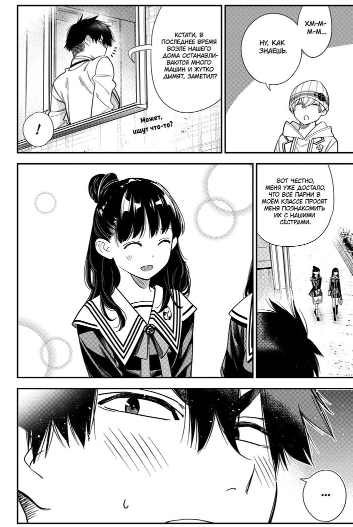 ХМ-М-
М-М...
НУ, КАК
ЗНАЕШЬ.
КСТАТИ, В
ПОСЛЕДНЕЕ ВРЕМЯ
ВОЗЛЕ НАШЕГО
ДОМА ОСТАНАВЛИ-
ВАЮТСЯ МНОГО
МАШИН И ЖУТКО
ДЫМЯТ, ЗАМЕТИЛ?
Может,
ищут что-то?
!
ВОТ ЧЕСТНО,
МЕНЯ УЖЕ ДОСТАЛО,
ЧТО ВСЕ ПАРНИ В
МОЁМ КЛАССЕ ПРОСЯТ
МЕНЯ ПОЗНАКОМИТЬ
ИХ С НАШИМИ
СЁСТРАМИ.
...